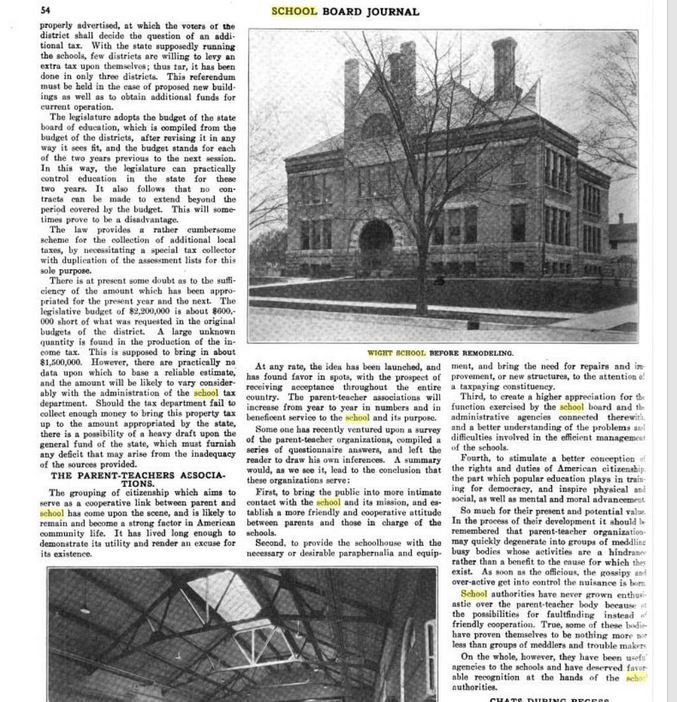 54
SCHOOL BOARD JOURNAL
properly advertised, at which the voters of the
district shall decide the question of an addi-
tional tax. With the state supposedly running
the schools, few districts are willing to levy an
extra tax upon themselves; thus tar, it has been
done in only three districts. This referendum
must be held in the case of proposed new build-
ings as well as to obtain additional funds for
current operation.
The legislature adopts the budget of the state
board of education, which is compiled from the
budget of the districts, after revising it in any
way it sees fit, and the budget stands for each
of the two years previous to the next session.
In this way, the legislature can practically
control education in the state for these
two years. It also follows that no con-
tracts can be made to extend beyond the
period covered by the budget. This will some-
times prove to be a disadvantage.
The law provides a rather cumbersome
scheme for the collection of additional local
taxes, by necessitating a special tax collector
with duplication of the assessment lists for this
sole purpose.
There is at present some doubt as to the suffi-
ciency of the amount which has been appro-
priated for the present year and the next. The
legislative budget of $2,200,000 is about $600,-
000 short of what was requested in the original
budgets of the district. A large unknown
quantity is found in the production of the in-
come tax. This is supposed to bring in about
$1,500,000. However, there are practically no
data upon which to base a reliable estimate,
and the amount will be likely to vary consider-
ably with the administration of the school tax
department. Should the tax department fail to
collect enough money to bring this property tax
up to the amount appropriated by the state,
there is a possibility of a heavy draft upon the
general fund of the state, which must furnish
any deficit that may arise from the inadequacy
of the sources provided.
THE PARENT-TEACHERS ASSOCIA-
TIONS.
The grouping of citizenship which aims to
serve as a cooperative link between parent and
school has come upon the scene, and is likely to
remain and become a strong factor in American
community life. It has lived long enough to
demonstrate its utility and render an excuse for
its existence.
WIGHT SCHOOL BEFORE REMODELING.
At any rate, the idea has been launched, and
has found favor in spots, with the prospect of
receiving acceptance throughout the entire
country. The parent-teacher associations will
increase from year to year in numbers and in
beneficent service to the school and its purpose.
Some one has recently ventured upon a survey
of the parent-teacher organizations, compiled a
series of questionnaire answers, and left the
reader to draw his own inferences. A summary
would, as we see it, lead to the conclusion that
these organizations serve:
First, to bring the public into more intimate
contact with the school and its mission, and es-
tablish a more friendly and cooperative attitude
between parents and those in charge of the
schools.
Second, to provide the schoolhouse with the
necessary or desirable paraphernalia and equip-
ment, and bring the need for repairs and im-
provement, or new structures, to the attention of
a taxpaying constituency.
Third, to create a higher appreciation for the
function exercised by the school board and the
administrative agencies connected therewith,
and a better understanding of the problems and
difficulties involved in the efficient management
of the schools.
Fourth, to stimulate a better conception of
the rights and duties of American citizenship,
the part which popular education plays in train-
ing for democracy, and inspire physical and
social, as well as mental and moral advancement
So much for their present and potential value.
In the process of their development it should be
remembered that parent-teacher organizations
may quickly degenerate into groups of meddling
busy bodies whose activities are a hindrance
rather than a benefit to the cause for which they
exist. As soon as the officious, the gossipy and
over-active get into control the nuisance is born.
School authorities have never grown enthusi-
astic over the parent-teacher body because of
the possibilities for faultfinding instead of
friendly cooperation. True, some of these bodies
have proven themselves to be nothing more nor
less than groups of meddlers and trouble makers
On the whole, however, they have been useful
agencies to the schools and have deserved favor-
able recognition at the hands of the school
authorities.
CHATS DURING RECESS